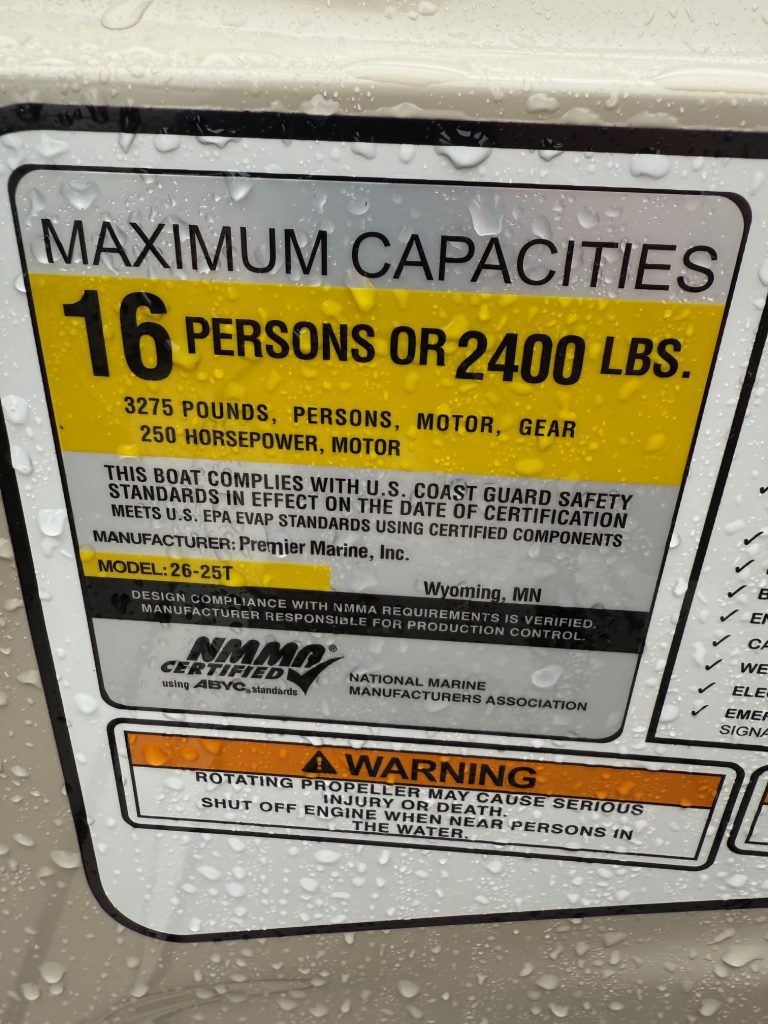 MAXIMUM CAPACITIES
16 PERSONS OR 2400 LBS.
3275 POUNDS, PERSONS, MOTOR, GEAR
250 HORSEPOWER, MOTOR
THIS BOAT COMPLIES WITH U.S. COAST GUARD SAFETY
STANDARDS IN EFFECT ON THE DATE OF CERTIFICATION
MEETS U.S. EPA EVAP STANDARDS USING CERTIFIED COMPONENTS
MANUFACTURER: Premier Marine, Inc.
MODEL: 26-25T
Wyoming, MN
DESIGN COMPLIANCE WITH NMMA REQUIREMENTS IS VERIFIED.
MANUFACTURER RESPONSIBLE FOR PRODUCTION CONTROL.
NMMA®
CERTIFIED
using ABYC® standards
NATIONAL MARINE
MANUFACTURERS ASSOCIATION
WARNING
ROTATING PROPELLER MAY CAUSE SERIOUS
INJURY OR DEATH.
SHUT OFF ENGINE WHEN NEAR PERSONS IN
THE WATER.